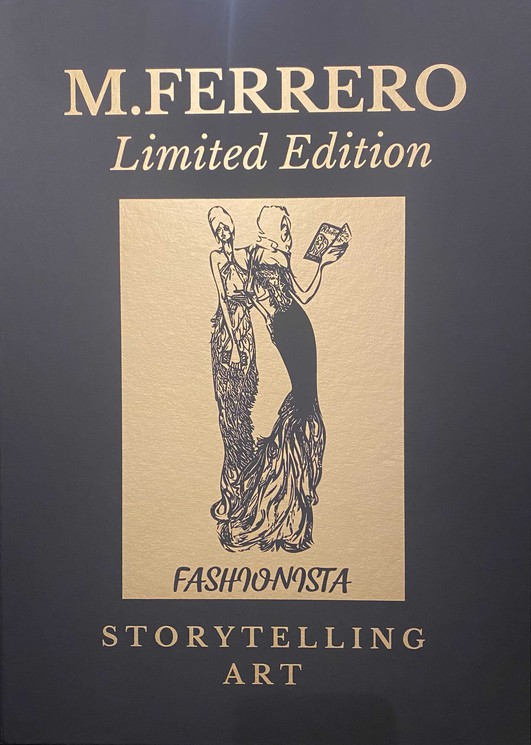 M.FERRERO
Limited Edition
FASHIONISTA
STORYTELLING
ART